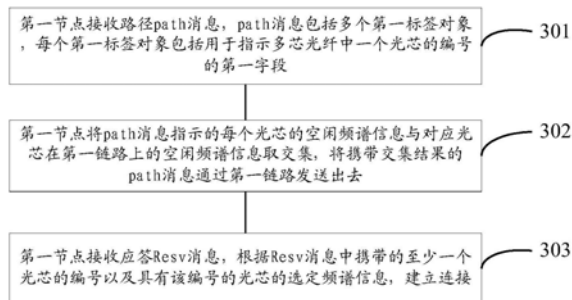 第一节点接收路径path消息，path消息包括多个第一标签对象
，每个第一标签对象包括用于指示多芯光纤中一个光芯的编号
的第一字段
301
第一节点将path消息指示的每个光芯的空闲频谱信息与对应光
芯在第一链路上的空闲频谱信息取交集，将携带交集结果的
path消息通过第一链路发送出去
302
第一节点接收应答Resv消息，根据Resv消息中携带的至少一个
光芯的编号以及具有该编号的光芯的选定频谱信息，建立连接
303